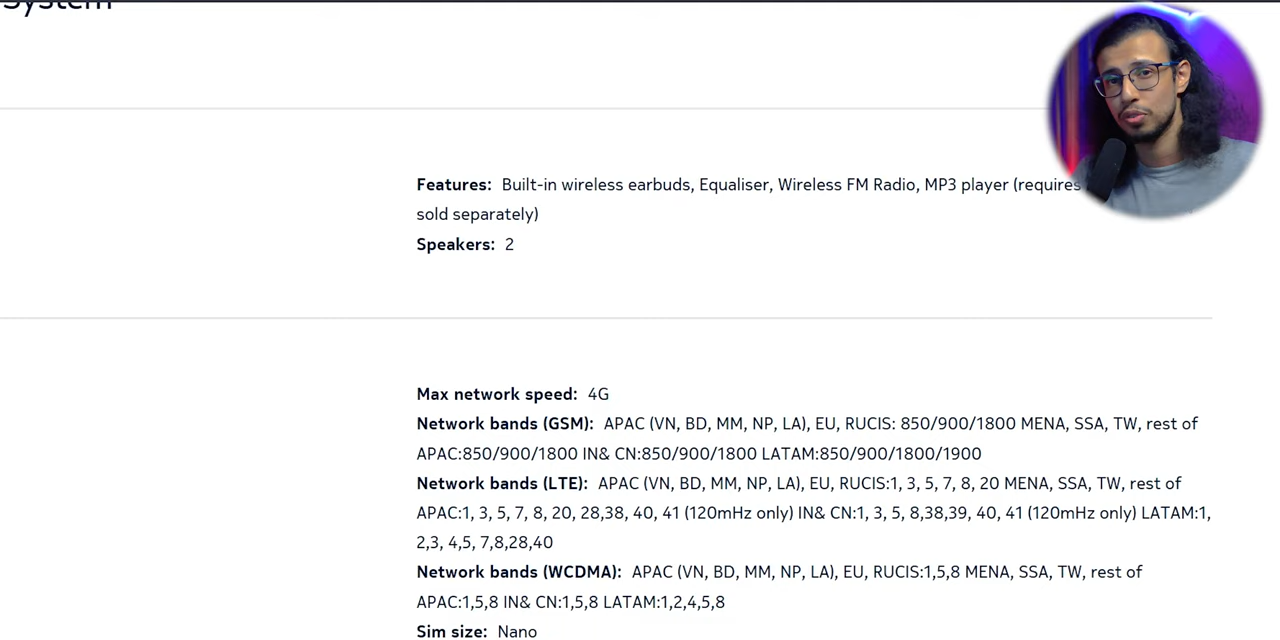 System
Features: Built-in wireless earbuds, Equaliser, Wireless FM Radio, MP3 player (requires
sold separately)
Speakers: 2
Max network speed: 4G
Network bands (GSM): APAC (VN, BD, MM, NP, LA), EU, RUCIS: 850/900/1800 MENA, SSA, TW, rest of
APAC:850/900/1800 IN& CN:850/900/1800 LATAM:850/900/1800/1900
Network bands (LTE): APAC (VN, BD, MM, NP, LA), EU, RUCIS:1, 3, 5, 7, 8, 20 MENA, SSA, TW, rest of
APAC:1, 3, 5, 7, 8, 20, 28,38, 40, 41 (120mHz only) IN& CN:1, 3, 5, 8,38,39, 40, 41 (120mHz only) LATAM:1,
2,3, 4,5, 7,8,28,40
Network bands (WCDMA): APAC (VN, BD, MM, NP, LA), EU, RUCIS:1,5,8 MENA, SSA, TW, rest of
APAC:1,5,8 IN& CN:1,5,8 LATAM:1,2,4,5,8
Sim size: Nano